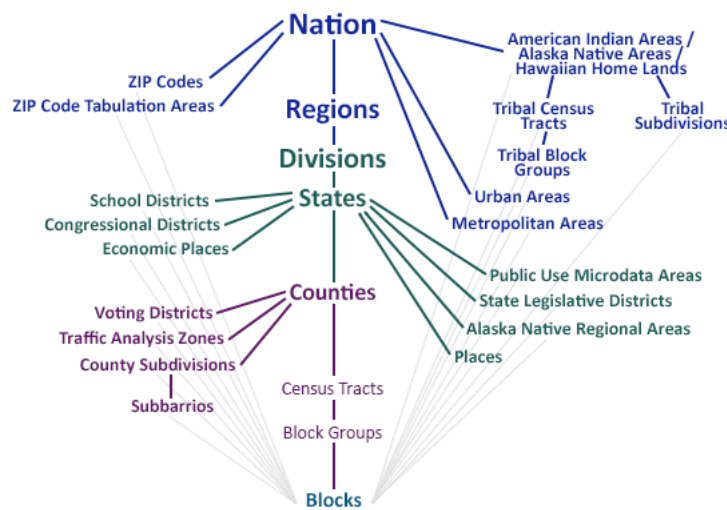 Nation
American Indian Areas /
Alaska Native Areas /
Hawaiian Home Lands
ZIP Codes
ZIP Code Tabulation Areas
Regions
Tribal Census
Tracts
Tribal
Subdivisions
Divisions
Tribal Block
Groups
School Districts
States
Urban Areas
Congressional Districts
Metropolitan Areas
Economic Places
Public Use Microdata Areas
Counties
State Legislative Districts
Voting Districts
Alaska Native Regional Areas
Traffic Analysis Zones
Places
County Subdivisions
Census Tracts
Subbarrios
Block Groups
Blocks